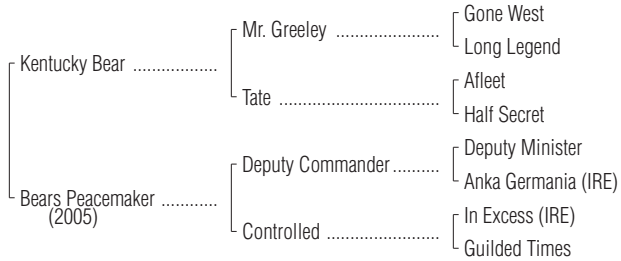 Gone West
Mr. Greeley ....................
Long Legend
Kentucky Bear .................
Afleet
Tate ................................
Half Secret
Deputy Minister
Deputy Commander ..........
Anka Germania (IRE)
Bears Peacemaker ............
(2005)
In Excess (IRE)
Controlled ......................
Guilded Times